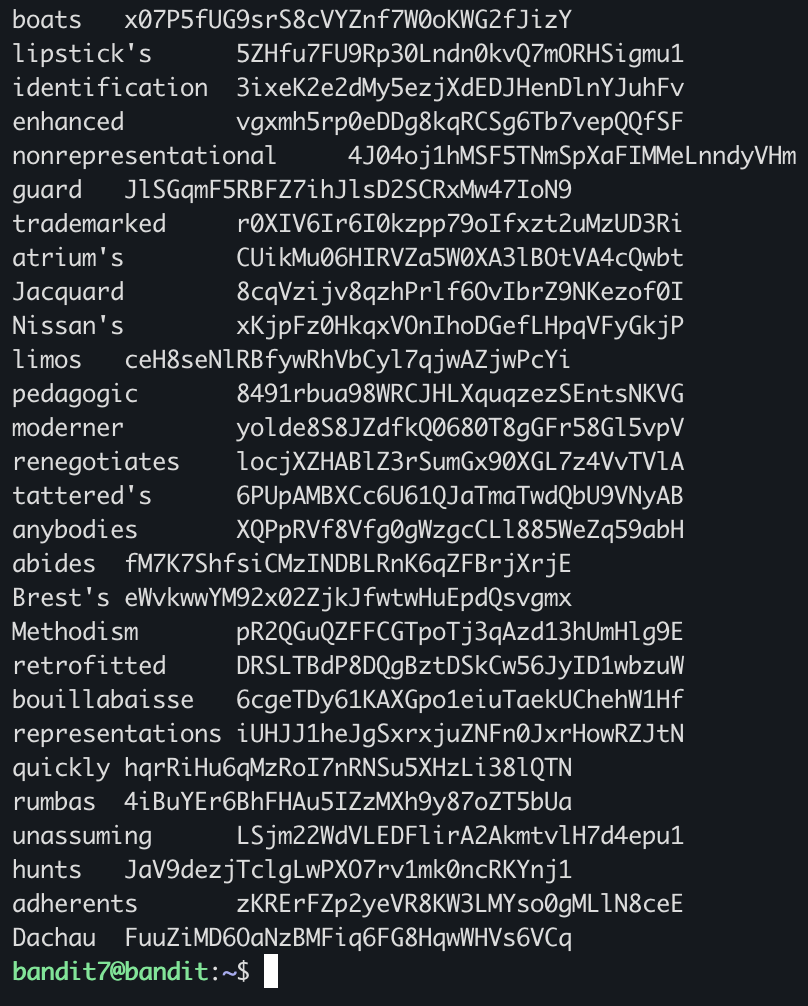 boats	x07P5fUG9srS8cVYZnf7W0oKWG2fJizY
lipstick's	5ZHfu7FU9Rp30Lndn0kvQ7mORHSigmu1
identification	3ixeK2e2dMy5ezjXdEDJHenDlnYJuhFv
enhanced	vgxmh5rp0eDDg8kqRCSg6Tb7vepQQfSF
nonrepresentational	4J04oj1hMSF5TNmSpXaFIMMeLnndyVHm
guard	JlSGqmF5RBFZ7ihJlsD2SCRxMw47IoN9
trademarked	r0XIV6Ir6I0kzpp79oIfxzt2uMzUD3Ri
atrium's	CUikMu06HIRVZa5W0XA3lBOtVA4cQwbt
Jacquard	8cqVzijv8qzhPrlf6OvIbrZ9NKezof0I
Nissan's	xKjpFz0HkqxVOnIhoDGefLHpqVFyGkjP
limos	ceH8seNlRBfywRhVbCyl7qjwAZjwPcYi
pedagogic	8491rbua98WRCJHLXquqzezSEntsNKVG
moderner	yolde8S8JZdfkQ0680T8gGFr58Gl5vpV
renegotiates	locjXZHABlZ3rSumGx90XGL7z4VvTVlA
tattered's	6PUpAMBXCc6U61QJaTmaTwdQbU9VNyAB
anybodies	XQPpRVf8Vfg0gWzgcCLl885WeZq59abH
abides	fM7K7ShfsiCMzINDBLRnK6qZFBrjXrjE
Brest's	eWvkwwYM92x02ZjkJfwtwHuEpdQsvgmx
Methodism	pR2QGuQZFFCGTpoTj3qAzd13hUmHlg9E
retrofitted	DRSLTBdP8DQgBztDSkCw56JyID1wbzuW
bouillabaisse	6cgeTDy61KAXGpo1eiuTaekUChehW1Hf
representations	iUHJJ1heJgSxrxjuZNFn0JxrHowRZJtN
quickly	hqrRiHu6qMzRoI7nRNSu5XHzLi38lQTN
rumbas	4iBuYEr6BhFHAu5IZzMXh9y87oZT5bUa
unassuming	LSjm22WdVLEDFlirA2AkmtvlH7d4epu1
hunts	JaV9dezjTclgLwPXO7rv1mk0ncRKYnj1
adherents	zKRErFZp2yeVR8KW3LMYso0gMLlN8ceE
Dachau	FuuZiMD6OaNzBMFiq6FG8HqwWHVs6VCq
bandit7@bandit:~$